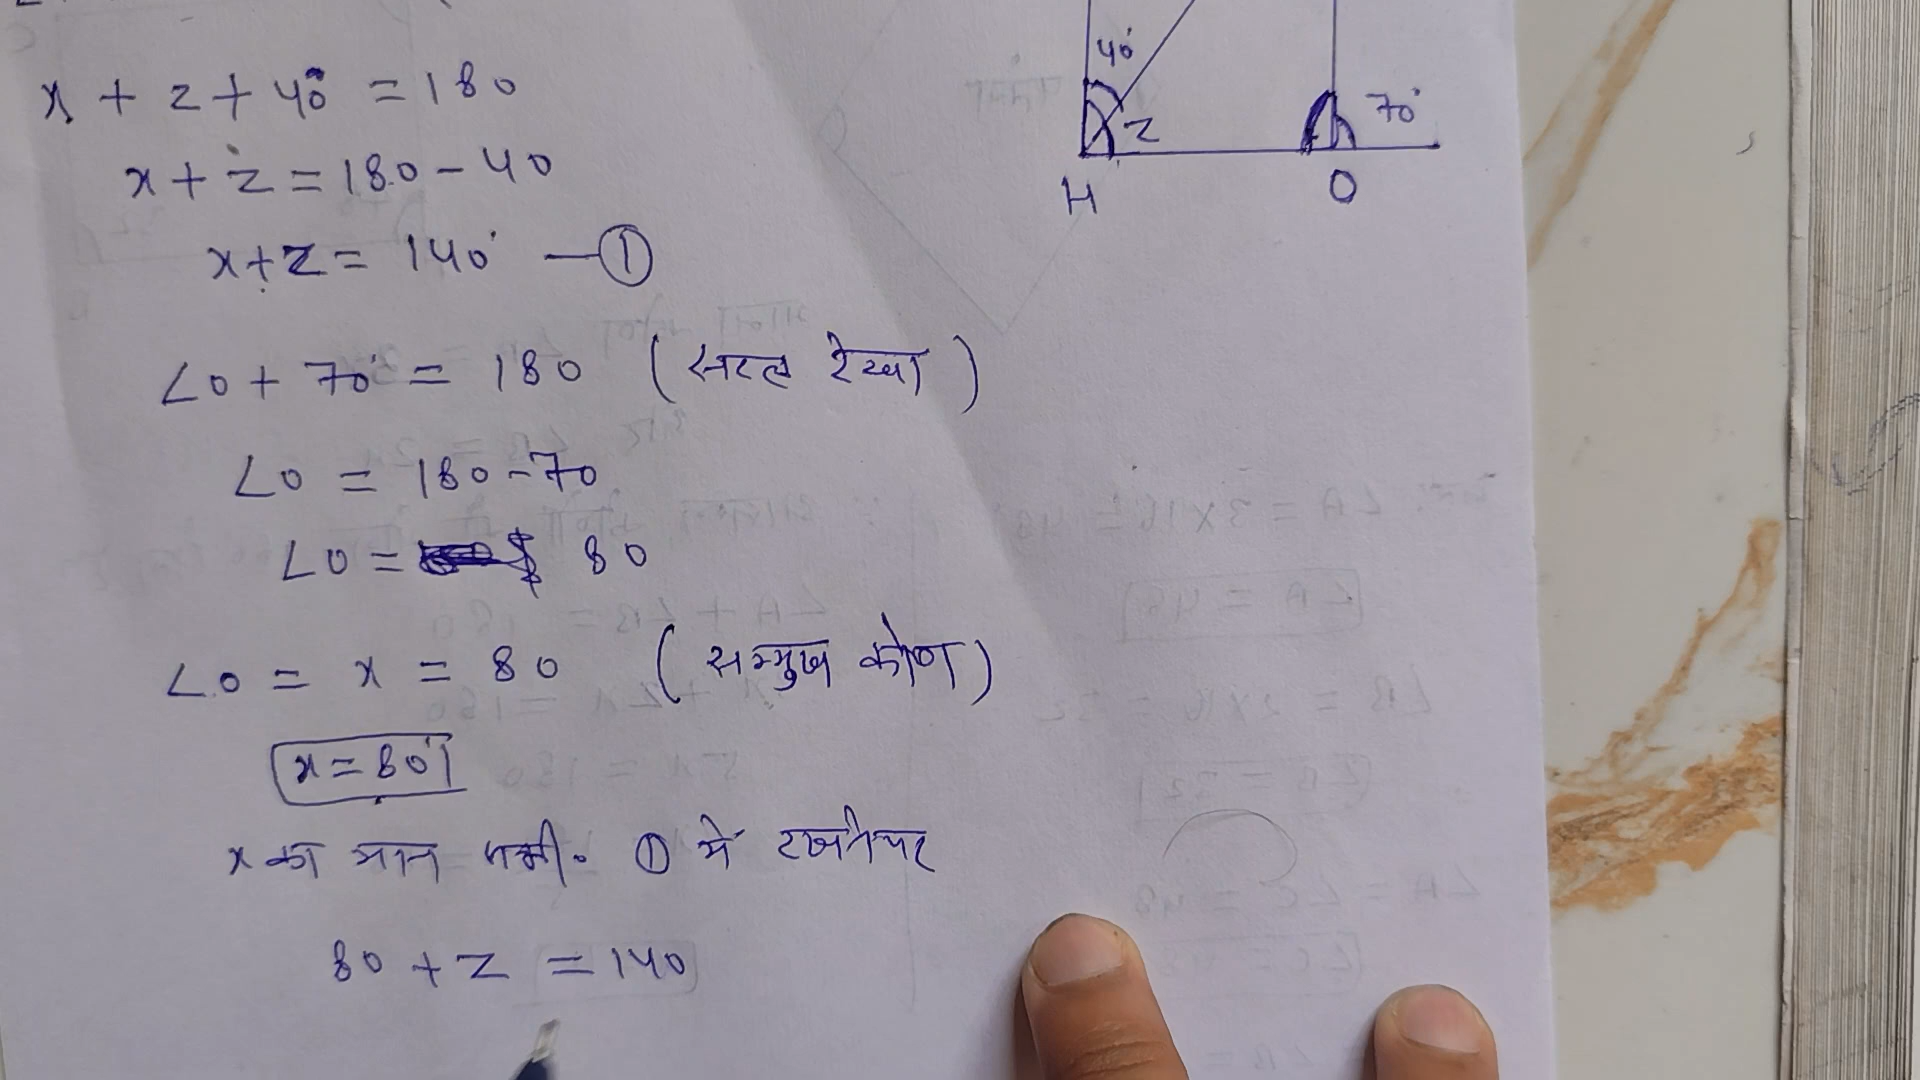 x + z + 40° = 180
x + z = 180 - 40
x + z = 140° — ①
∠O + 70° = 180 (सरल रेखा)
∠O = 180 - 70
∠O = 80
∠O = x = 80 (सम्मुख कोण)
x = 80°
x का मान समी. ① में रखने पर
80 + z = 140
40°
z
70°
H
O